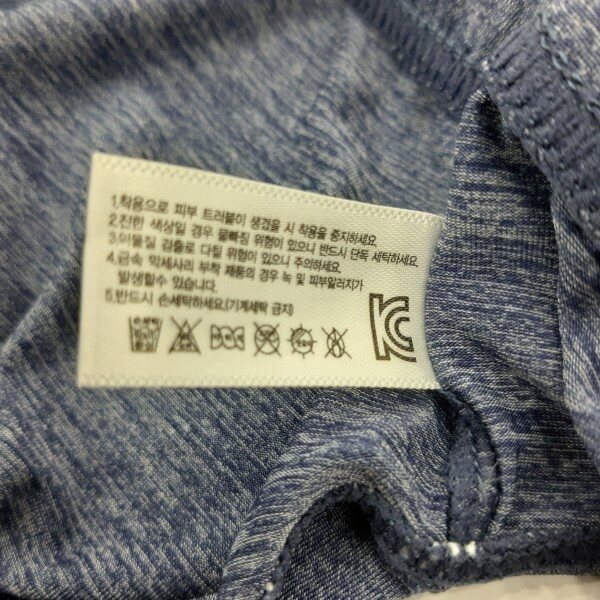 1.착용으로 피부 트러블이 생겼을 시 착용을 중지하세요
2.진한 색상일 경우 물빠짐 위험이 있으니 반드시 단독 세탁하세요
3.이물질 검출로 다칠 위험이 있으니 주의하세요
4.금속 악세사리 부착 제품의 경우 녹 및 피부알러지가
발생할수 있습니다
5.반드시 손세탁하세요.(기계세탁 금지)
KC